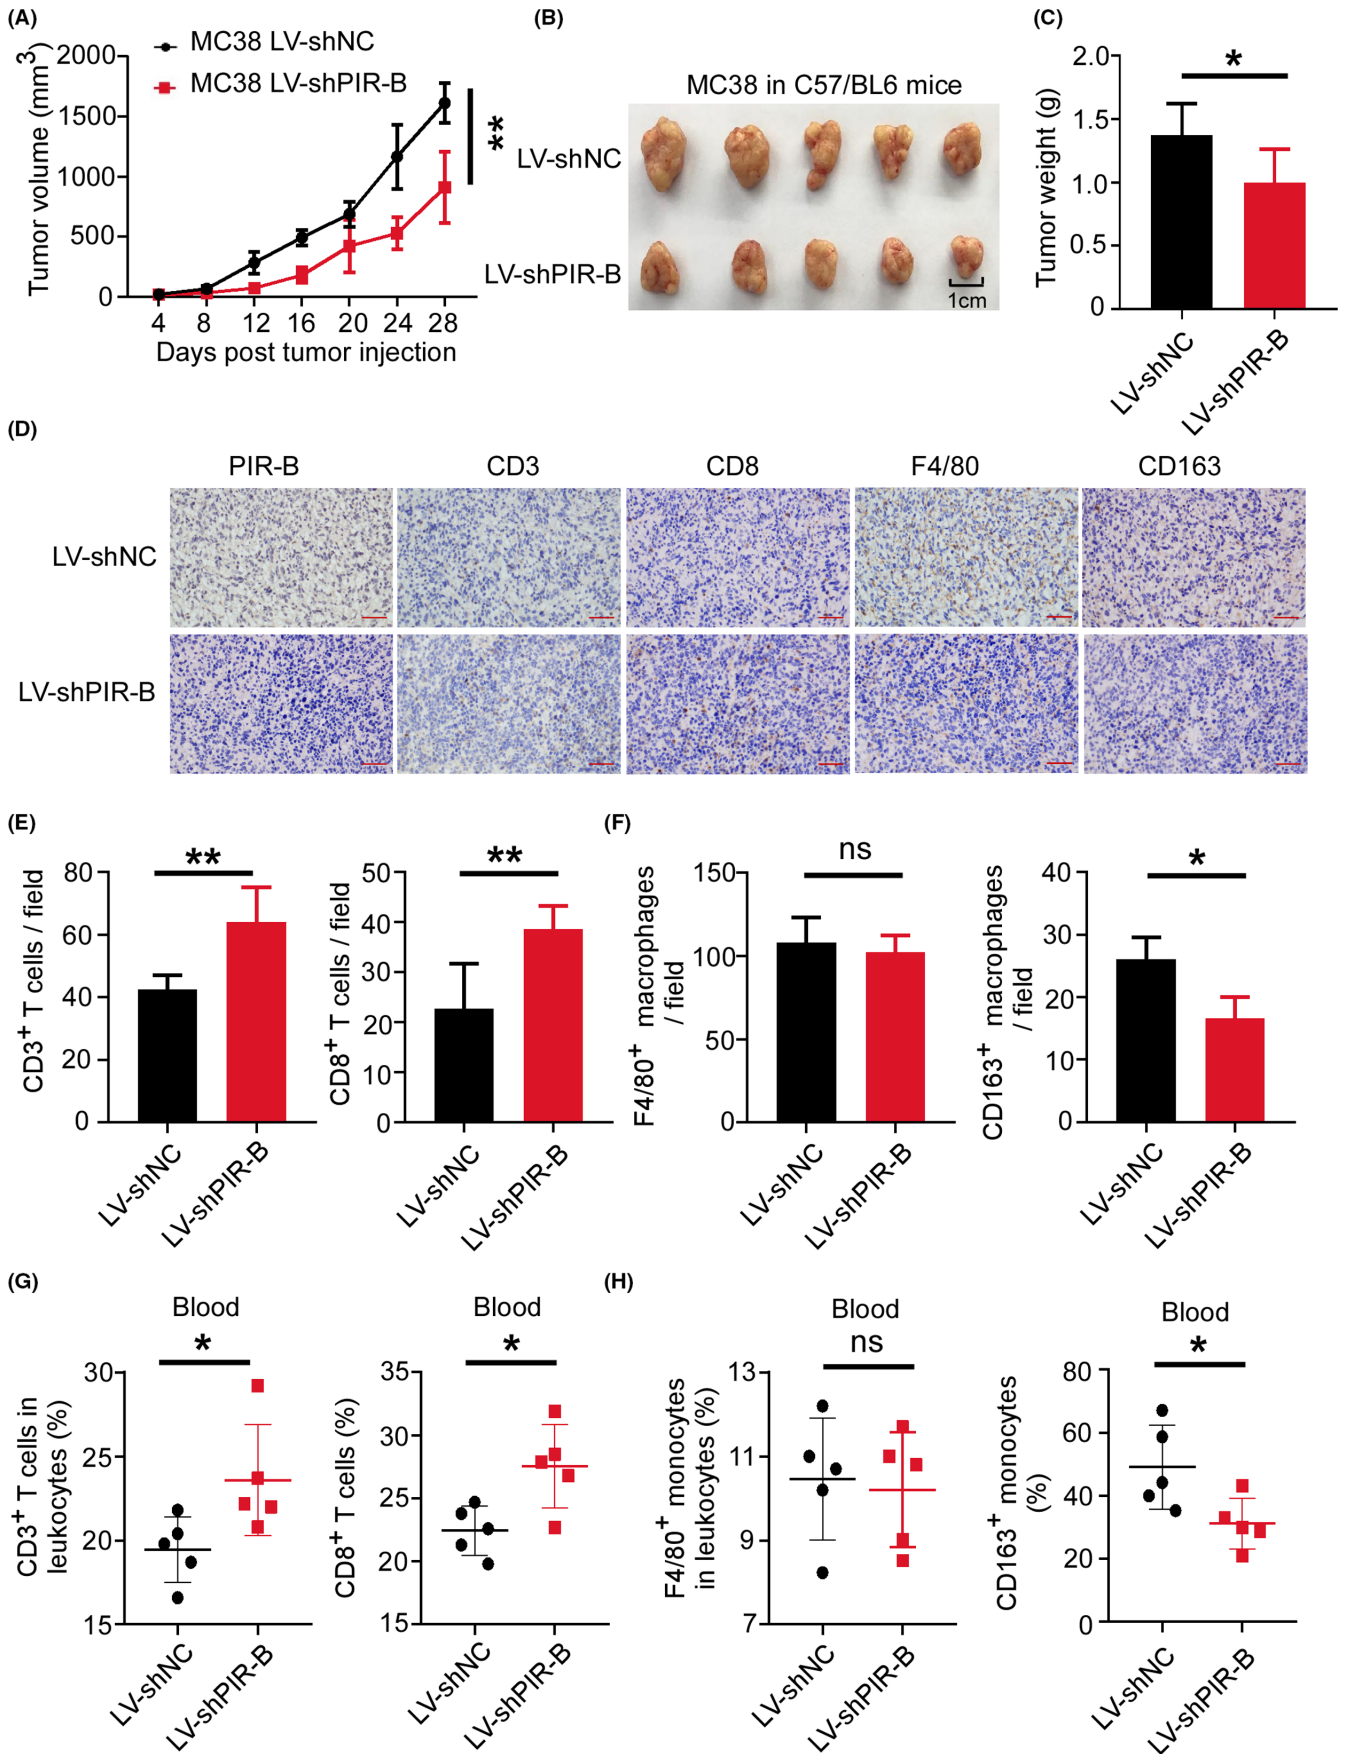 (A)
MC38 LV-shNC
MC38 LV-shPIR-B
Tumor volume (mm3)
2000
1500
1000
500
0
**
4 8 12 16 20 24 28
Days post tumor injection
(B)
MC38 in C57/BL6 mice
LV-shNC
LV-shPIR-B
1cm
(C)
Tumor weight (g)
2.0
1.5
1.0
0.5
0
*
LV-shNC
LV-shPIR-B
(D)
PIR-B CD3 CD8 F4/80 CD163
LV-shNC
LV-shPIR-B
(E)
CD3+ T cells / field
80
60
40
20
0
**
LV-shNC
LV-shPIR-B
CD8+ T cells / field
50
40
30
20
10
0
**
LV-shNC
LV-shPIR-B
(F)
F4/80+ macrophages
/ field
150
100
50
0
ns
LV-shNC
LV-shPIR-B
CD163+ macrophages
/ field
40
30
20
10
0
*
LV-shNC
LV-shPIR-B
(G)
Blood
*
CD3+ T cells in
leukocytes (%)
30
25
20
15
LV-shNC
LV-shPIR-B
Blood
*
CD8+ T cells (%)
35
30
25
20
15
LV-shNC
LV-shPIR-B
(H)
Blood
ns
F4/80+ monocytes
in leukocytes (%)
13
11
9
7
LV-shNC
LV-shPIR-B
Blood
*
CD163+ monocytes
(%)
80
60
40
20
0
LV-shNC
LV-shPIR-B